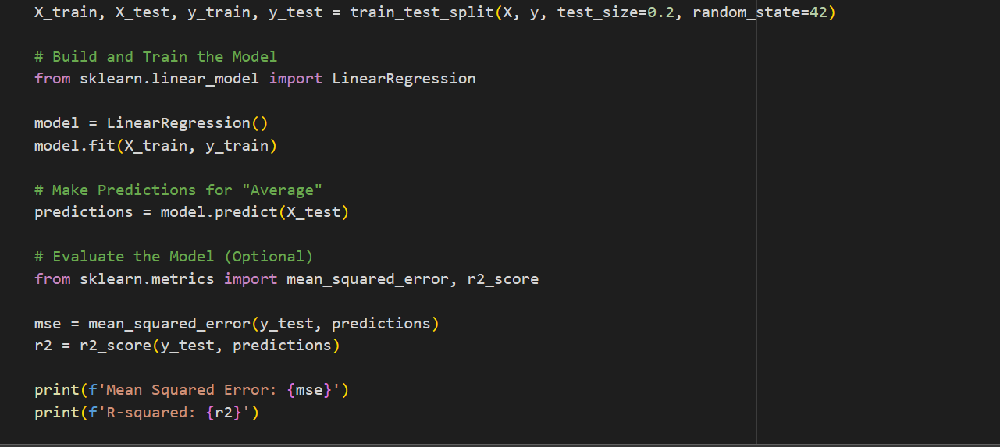 X_train, X_test, y_train, y_test = train_test_split(X, y, test_size=0.2, random_state=42)
# Build and Train the Model
from sklearn.linear_model import LinearRegression
model = LinearRegression()
model.fit(X_train, y_train)
# Make Predictions for "Average"
predictions = model.predict(X_test)
# Evaluate the Model (Optional)
from sklearn.metrics import mean_squared_error, r2_score
mse = mean_squared_error(y_test, predictions)
r2 = r2_score(y_test, predictions)
print(f'Mean Squared Error: {mse}')
print(f'R-squared: {r2}')